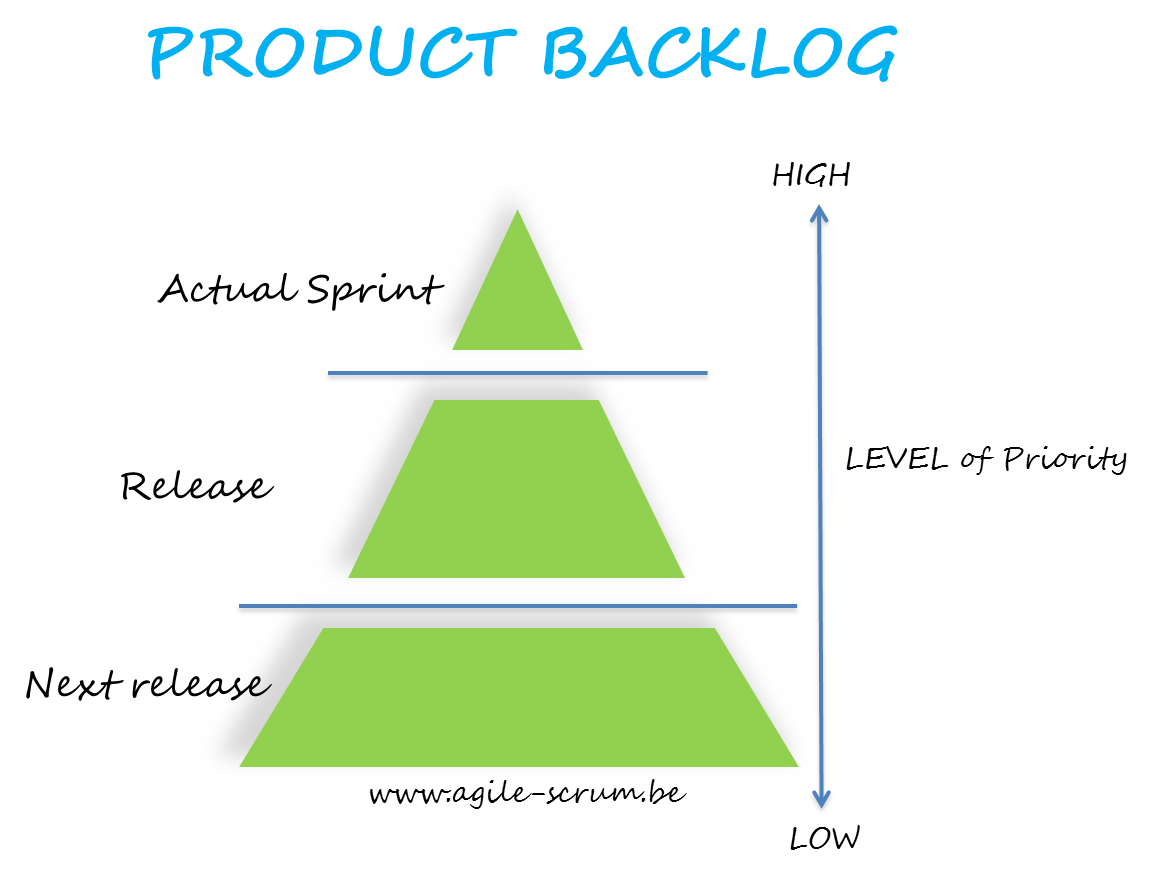 PRODUCT BACKLOG
HIGH
Actual Sprint
LEVEL of Priority
Release
Next release
www.agile-scrum.be
LOW